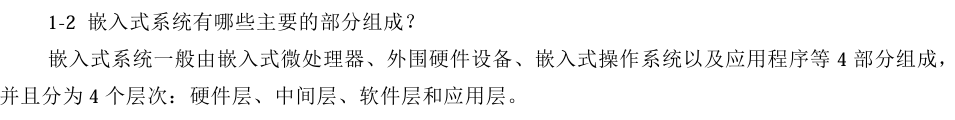 1-2 嵌入式系统有哪些主要的部分组成？
嵌入式系统一般由嵌入式微处理器、外围硬件设备、嵌入式操作系统以及应用程序等 4 部分组成，
并且分为 4 个层次：硬件层、中间层、软件层和应用层。